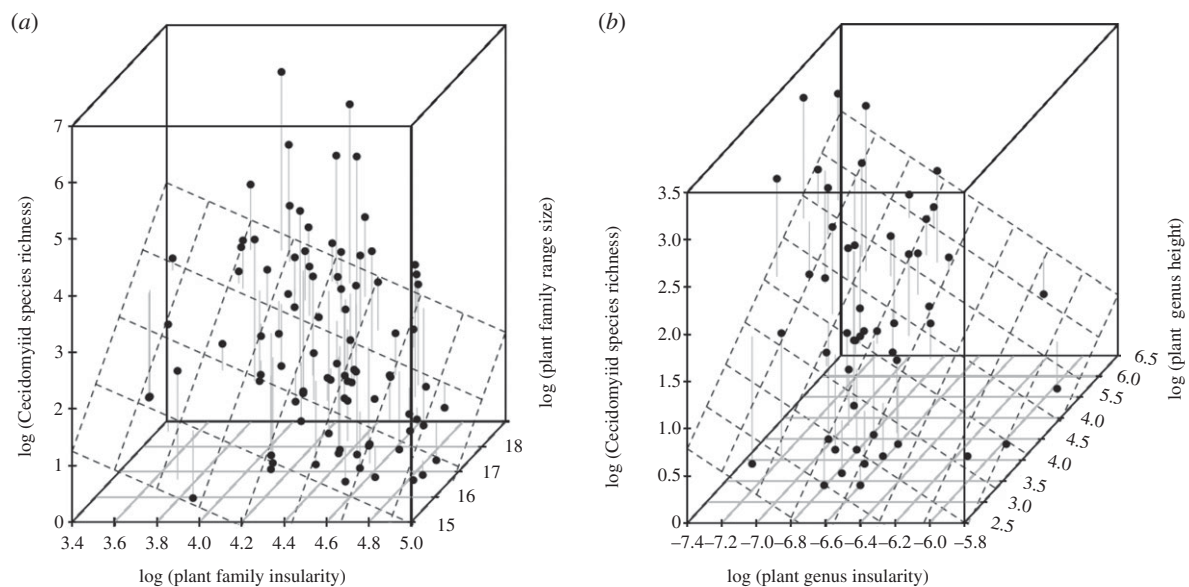 (a)
(b)
7
6
5
4
3
2
1
0
log (Cecidomyiid species richness)
3.4 3.6 3.8 4.0 4.2 4.4 4.6 4.8 5.0
log (plant family insularity)
15
16
17
18
log (plant family range size)
3.5
3.0
2.5
2.0
1.5
1.0
0.5
0
log (Cecidomyiid species richness)
−7.4 −7.2 −7.0 −6.8 −6.6 −6.4 −6.2 −6.0 −5.8
log (plant genus insularity)
2.5
3.0
3.5
4.0
4.5
4.0
5.5
6.0
6.5
log (plant genus height)